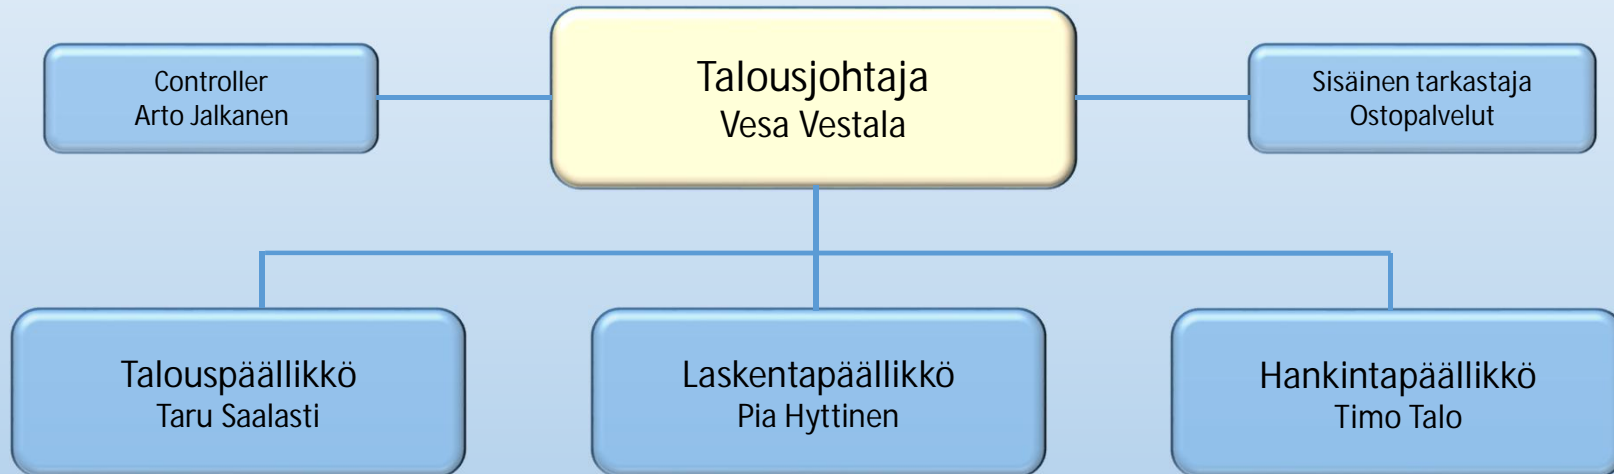 Controller
Arto Jalkanen
Talousjohtaja
Vesa Vestala
Sisäinen tarkastaja
Ostopalvelut
Talouspäällikkö
Taru Saalasti
Laskentapäällikkö
Pia Hyttinen
Hankintapäällikkö
Timo Talo